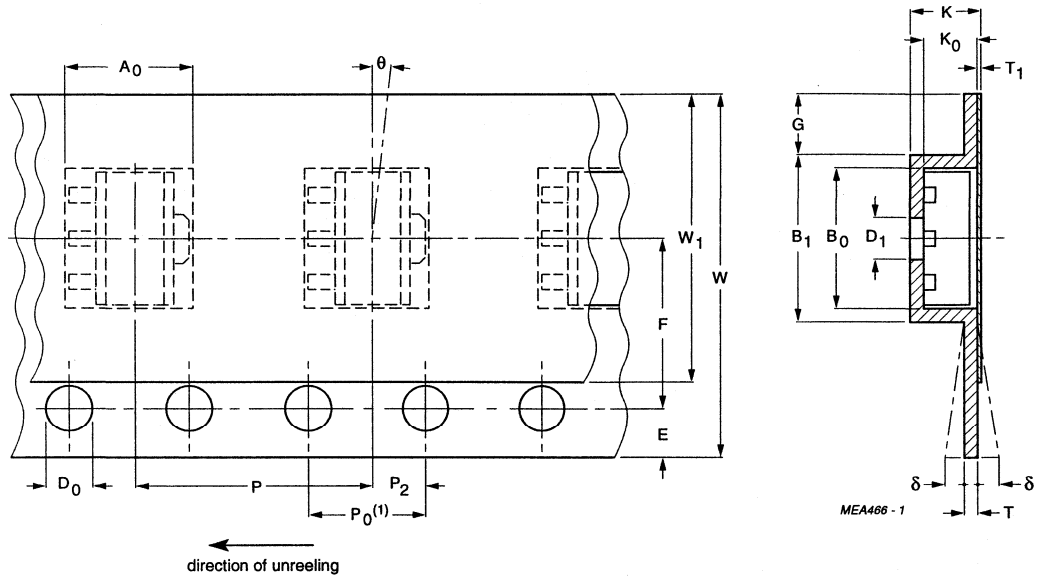 A0
θ
W1
W
F
E
D0
P
P2
P0(1)
direction of unreeling
K
K0
T1
G
B1
B0
D1
δ
δ
T
MEA466 - 1